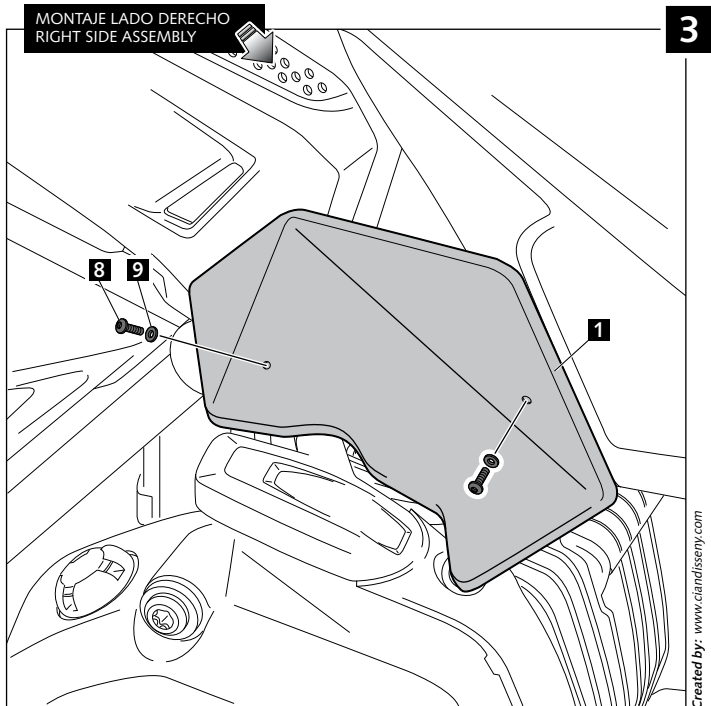 MONTAJE LADO DERECHO
RIGHT SIDE ASSEMBLY
3
8 9
1
Created by: www.ciandisseny.com